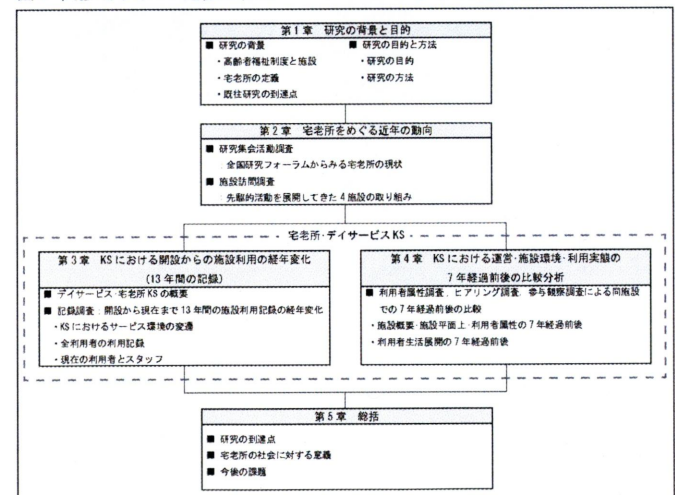 第1章 研究の背景と目的
■ 研究の背景
・高齢者福祉制度と施設
・宅老所の定義
・既往研究の到達点
■ 研究の目的と方法
・研究の目的
・研究の方法
第2章 宅老所をめぐる近年の動向
■ 研究集会活動調査
全国研究フォーラムからみる宅老所の現状
■ 施設訪問調査
先駆的活動を展開してきた4施設の取り組み
宅老所・デイサービスKS
第3章 KSにおける開設からの施設利用の経年変化
(13年間の記録)
■ デイサービス・宅老所KSの概要
■ 記録調査:開設から現在まで13年間の施設利用記録の経年変化
・KSにおけるサービス環境の変遷
・全利用者の利用記録
・現在の利用者とスタッフ
第4章 KSにおける運営・施設環境・利用実態の
7年経過前後の比較分析
■ 利用者属性調査、ヒアリング調査、参与観察調査による同施設
での7年経過前後の比較
・施設概要・施設平面上・利用者属性の7年経過前後
・利用者生活展開の7年経過前後
第5章 総括
■ 研究の到達点
■ 宅老所の社会に対する意義
■ 今後の課題